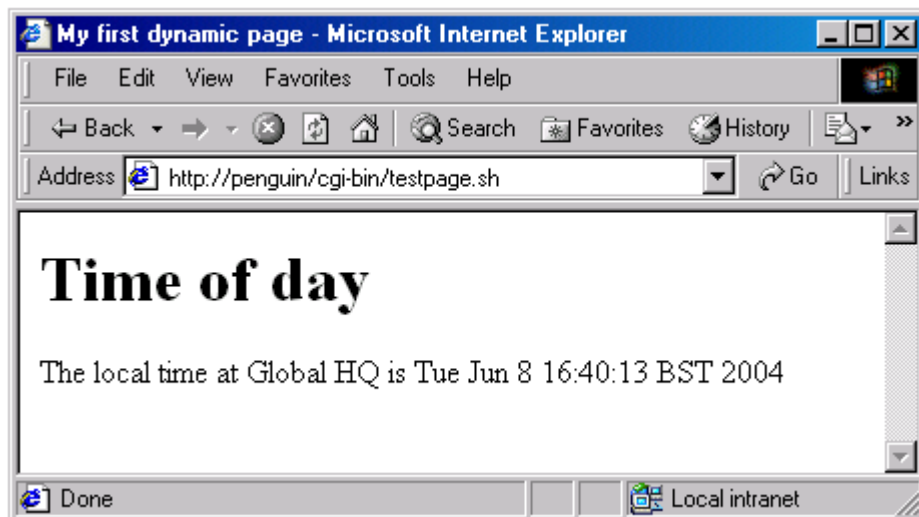 My first dynamic page - Microsoft Internet Explorer
File Edit View Favorites Tools Help
Back Search Favorites History »
Address http://penguin/cgi-bin/testpage.sh Go Links
Time of day
The local time at Global HQ is Tue Jun 8 16:40:13 BST 2004
Done Local intranet